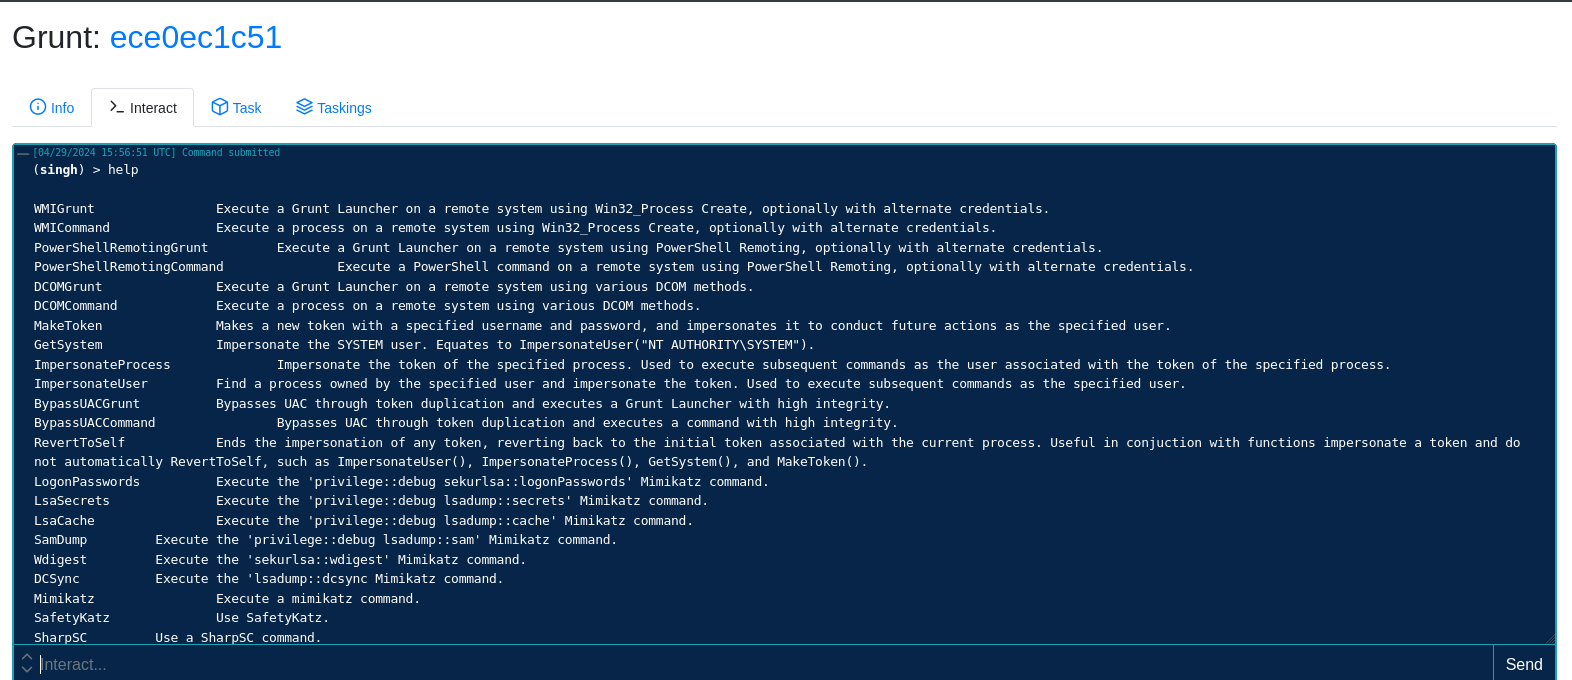 Grunt: ece0ec1c51
Info Interact Task Taskings
[04/29/2024 15:56:51 UTC] Command submitted
(singh) > help
WMIGrunt Execute a Grunt Launcher on a remote system using Win32_Process Create, optionally with alternate credentials.
WMICommand Execute a process on a remote system using Win32_Process Create, optionally with alternate credentials.
PowerShellRemotingGrunt Execute a Grunt Launcher on a remote system using PowerShell Remoting, optionally with alternate credentials.
PowerShellRemotingCommand Execute a PowerShell command on a remote system using PowerShell Remoting, optionally with alternate credentials.
DCOMGrunt Execute a Grunt Launcher on a remote system using various DCOM methods.
DCOMCommand Execute a process on a remote system using various DCOM methods.
MakeToken Makes a new token with a specified username and password, and impersonates it to conduct future actions as the specified user.
GetSystem Impersonate the SYSTEM user. Equates to ImpersonateUser("NT AUTHORITY\SYSTEM").
ImpersonateProcess Impersonate the token of the specified process. Used to execute subsequent commands as the user associated with the token of the specified process.
ImpersonateUser Find a process owned by the specified user and impersonate the token. Used to execute subsequent commands as the specified user.
BypassUACGrunt Bypasses UAC through token duplication and executes a Grunt Launcher with high integrity.
BypassUACCommand Bypasses UAC through token duplication and executes a command with high integrity.
RevertToSelf Ends the impersonation of any token, reverting back to the initial token associated with the current process. Useful in conjuction with functions impersonate a token and do
not automatically RevertToSelf, such as ImpersonateUser(), ImpersonateProcess(), GetSystem(), and MakeToken().
LogonPasswords Execute the 'privilege::debug sekurlsa::logonPasswords' Mimikatz command.
LsaSecrets Execute the 'privilege::debug lsadump::secrets' Mimikatz command.
LsaCache Execute the 'privilege::debug lsadump::cache' Mimikatz command.
SamDump Execute the 'privilege::debug lsadump::sam' Mimikatz command.
Wdigest Execute the 'sekurlsa::wdigest' Mimikatz command.
DCSync Execute the 'lsadump::dcsync Mimikatz command.
Mimikatz Execute a mimikatz command.
SafetyKatz Use SafetyKatz.
SharpSC Use a SharpSC command.
Interact... Send